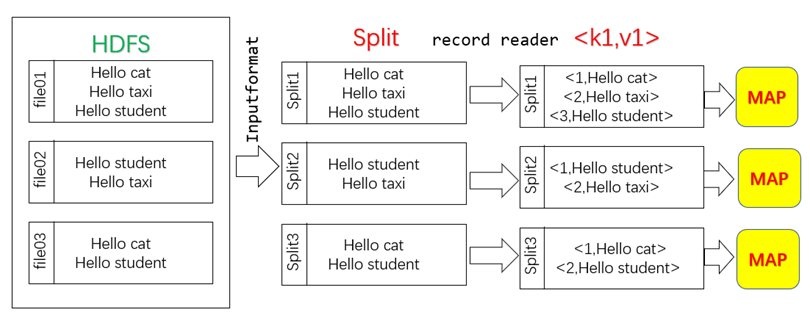 HDFS
file01
Hello cat
Hello taxi
Hello student
file02
Hello student
Hello taxi
file03
Hello cat
Hello student
Inputformat
Split
record reader
<k1,v1>
Split1
Hello cat
Hello taxi
Hello student
Split1
<1,Hello cat>
<2,Hello taxi>
<3,Hello student>
MAP
Split2
Hello student
Hello taxi
Split2
<1,Hello student>
<2,Hello taxi>
MAP
Split3
Hello cat
Hello student
Split3
<1,Hello cat>
<2,Hello student>
MAP